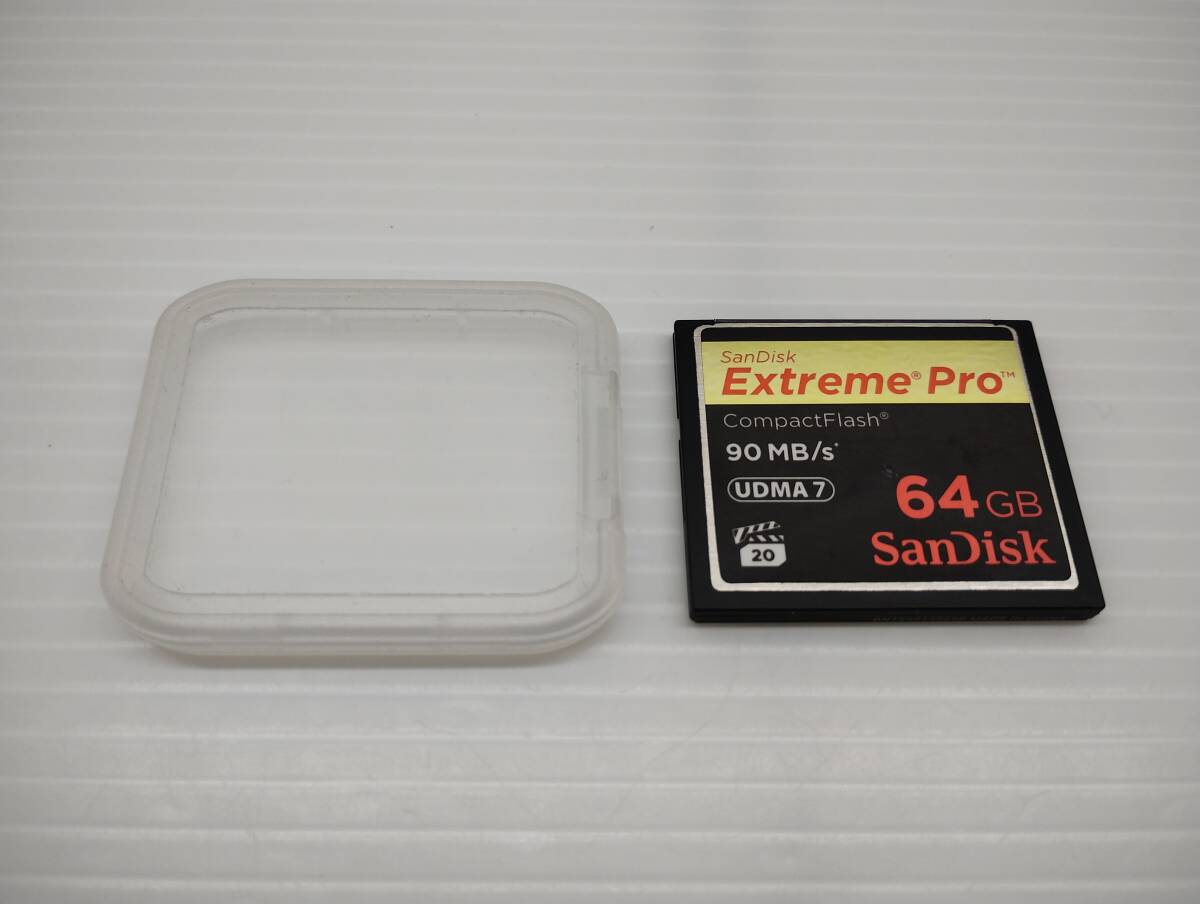 SanDisk
Extreme® Pro™
CompactFlash®
90 MB/s*
UDMA 7
64 GB
20
SanDisk